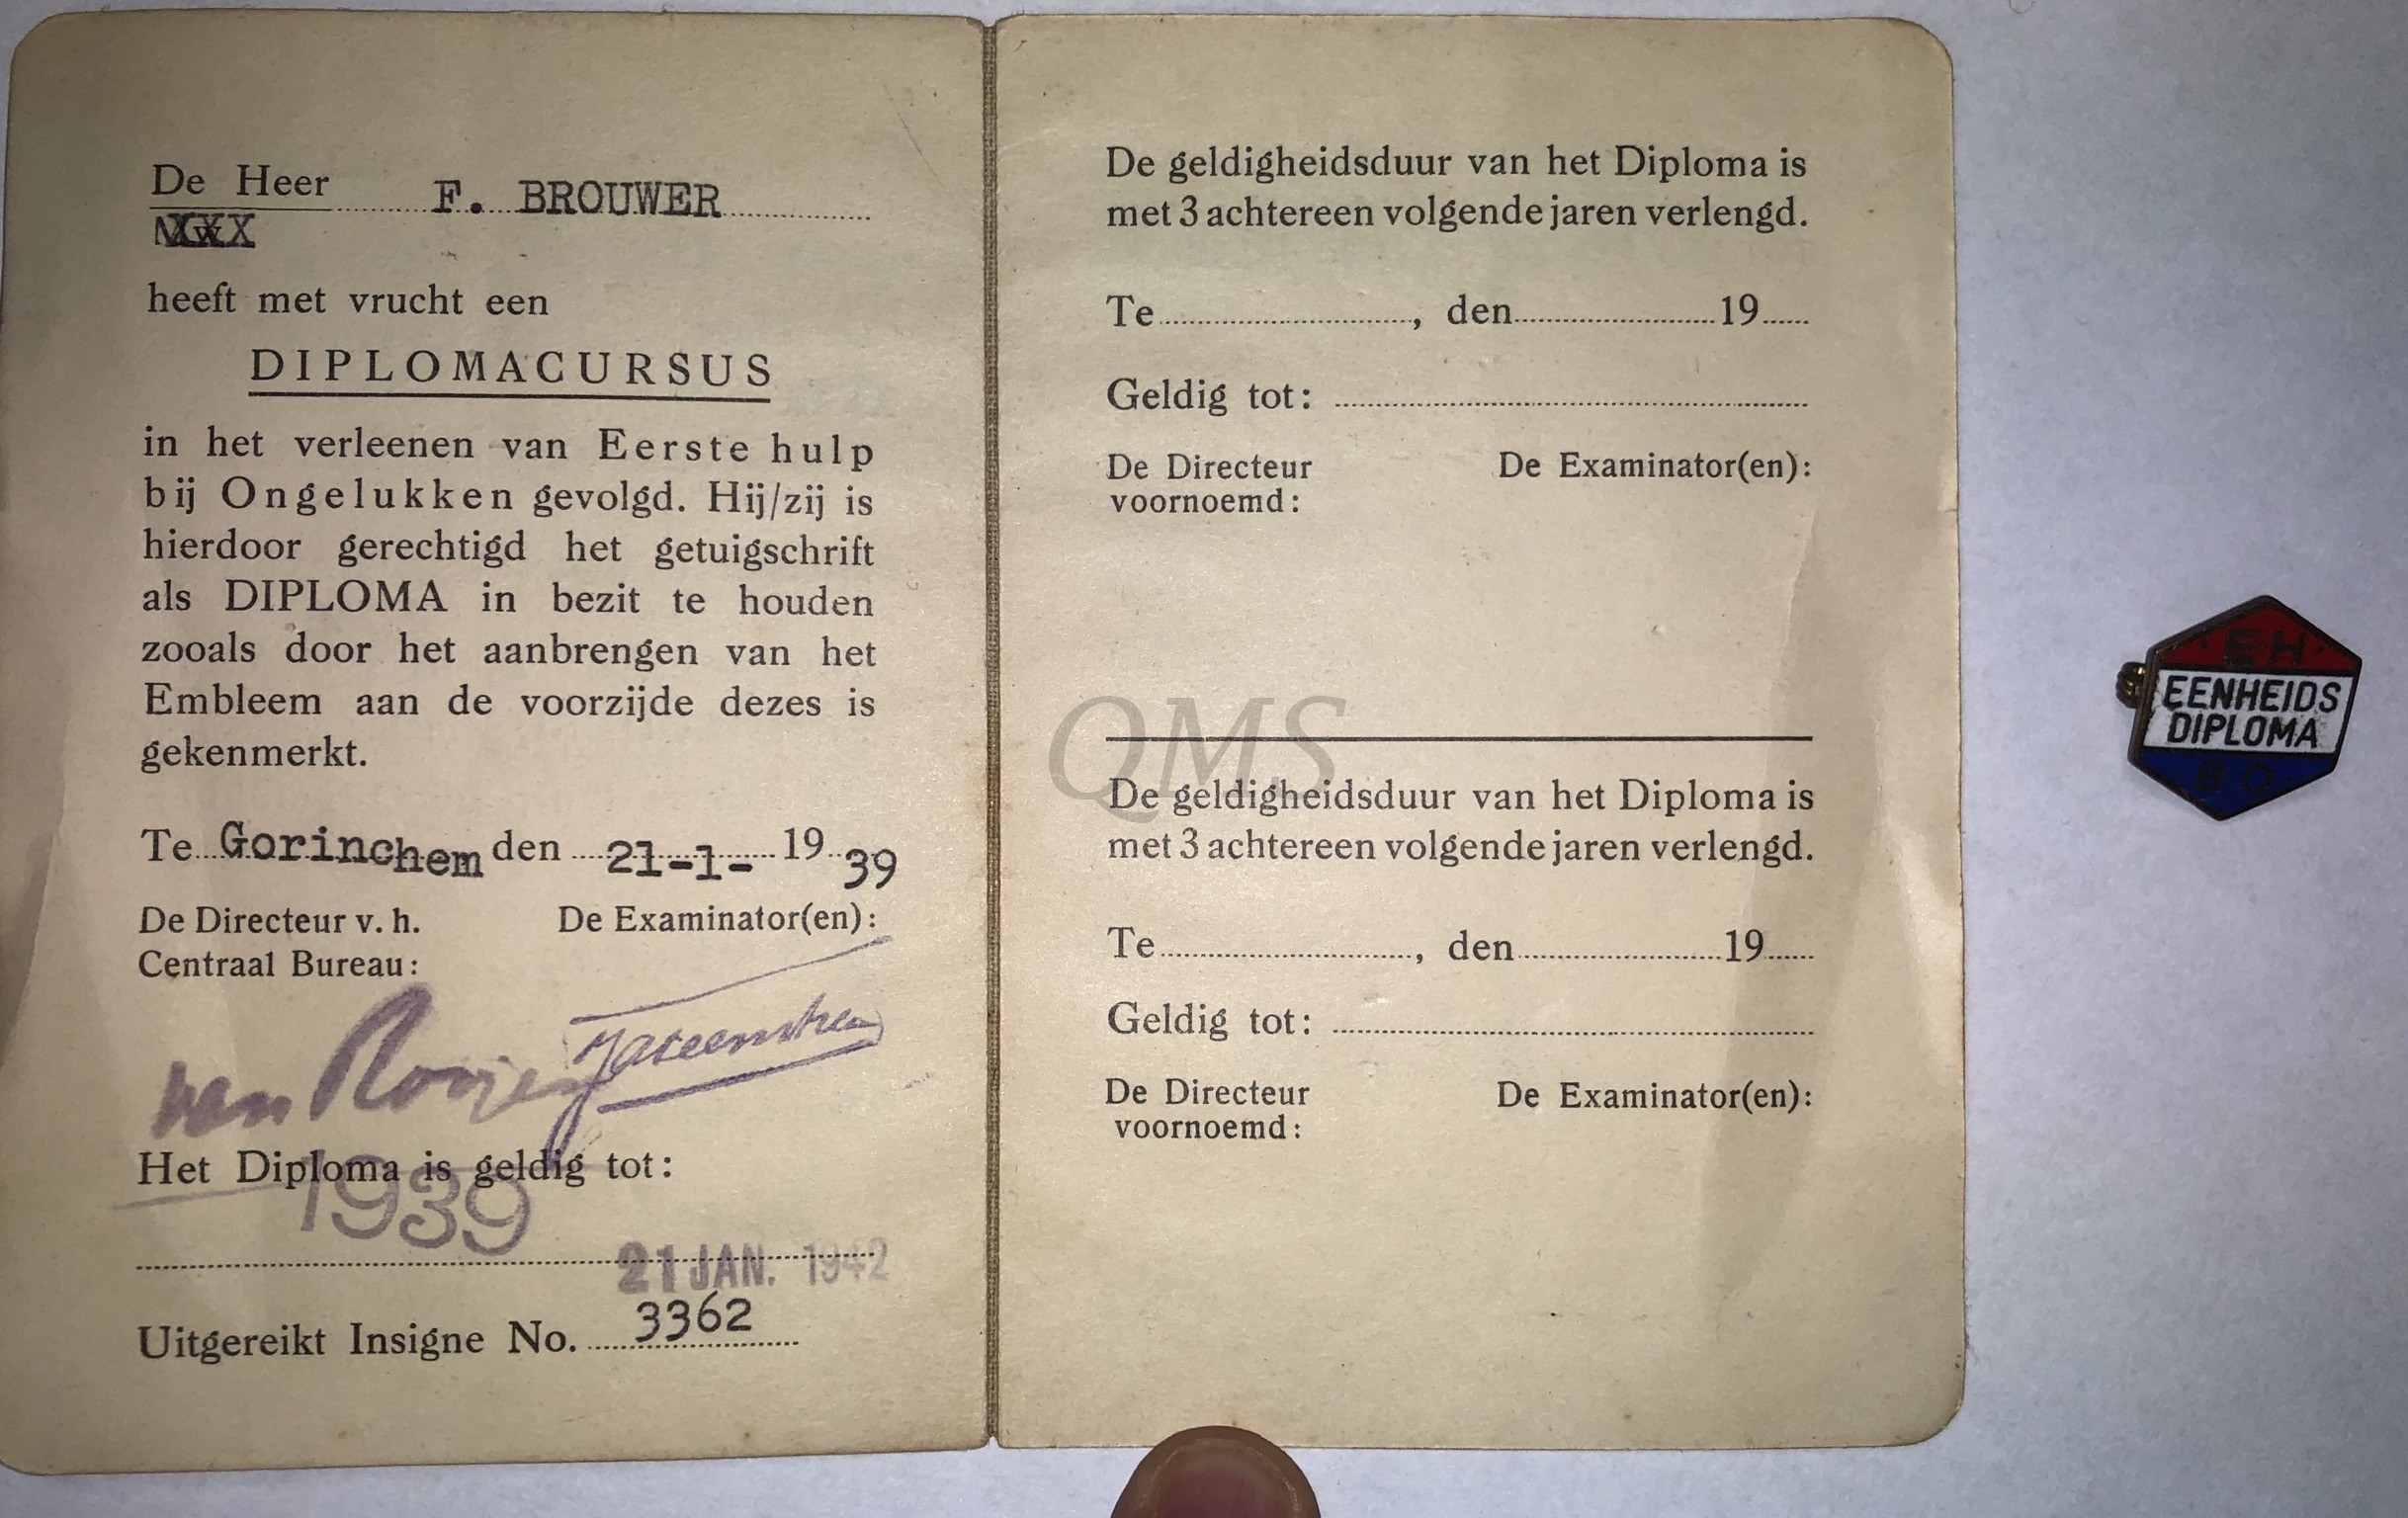 De Heer F. BROUWER
heeft met vrucht een
DIPLOMACURSUS
in het verleenen van Eerste hulp
bij Ongelukken gevolgd. Hij/zij is
hierdoor gerechtigd het getuigschrift
als DIPLOMA in bezit te houden
zooals door het aanbrengen van het
Embleem aan de voorzijde dezes is
gekenmerkt.
Te Gorinchem den 21-1- 19 39
De Directeur v. h.
Centraal Bureau:
De Examinator(en):
van Rooijen
Het Diploma is geldig tot:
1939
21 JAN. 1942
Uitgereikt Insigne No. 3362
De geldigheidsduur van het Diploma is
met 3 achtereen volgende jaren verlengd.
Te, den 19
Geldig tot:
De Directeur
voornoemd:
De Examinator(en):
QMS
De geldigheidsduur van het Diploma is
met 3 achtereen volgende jaren verlengd.
Te, den 19
Geldig tot:
De Directeur
voornoemd:
De Examinator(en):
E·H·
EENHEIDS
DIPLOMA
B O